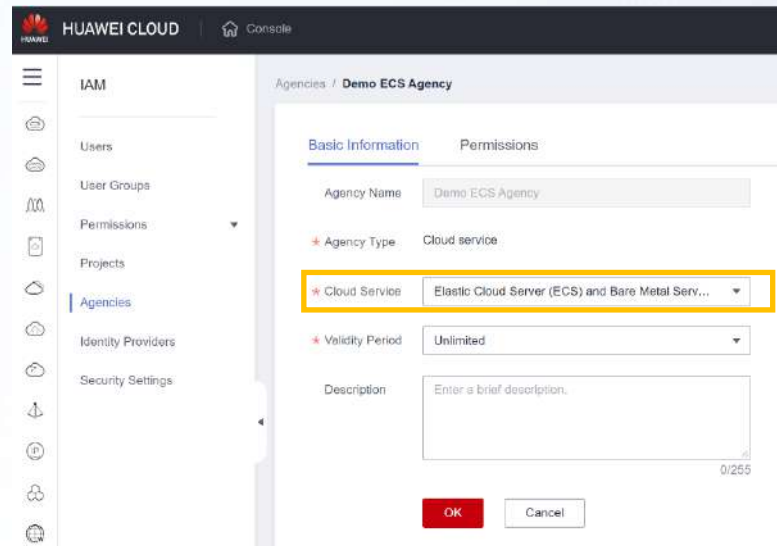 HUAWEI
HUAWEI CLOUD
Console
IAM
Users
User Groups
Permissions
Projects
Agencies
Identity Providers
Security Settings
Agencies / Demo ECS Agency
Basic Information
Permissions
Agency Name
Demo ECS Agency
* Agency Type
Cloud service
* Cloud Service
Elastic Cloud Server (ECS) and Bare Metal Serv...
* Validity Period
Unlimited
Description
Enter a brief description.
0/255
OK
Cancel